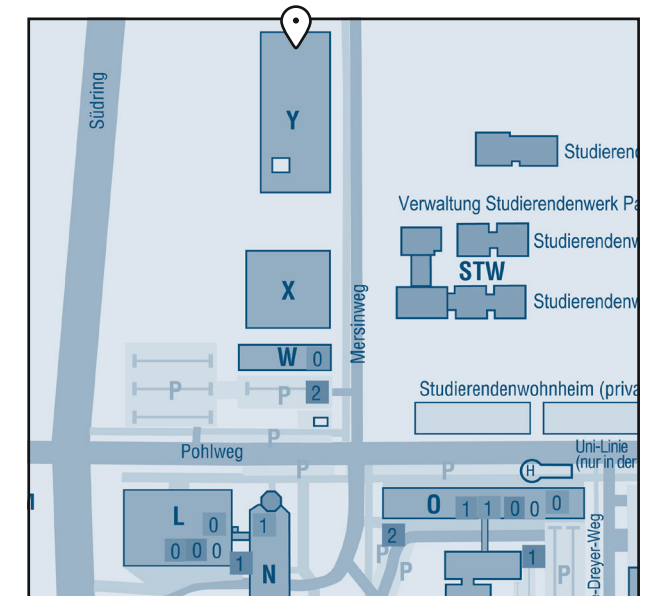 Südring
Y
Studierend
Verwaltung Studierendenwerk Pa
Studierendenw
STW
X
Studierendenw
Mersinweg
W 0
P P 2
Studierendenwohnheim (priva
P
Pohlweg
Uni-Linie
(nur in der
P P H
L 0 1
O 1 1 0 0 0
0 0 0
2
1
P
1
N
P
P
e-Dreyer-Weg